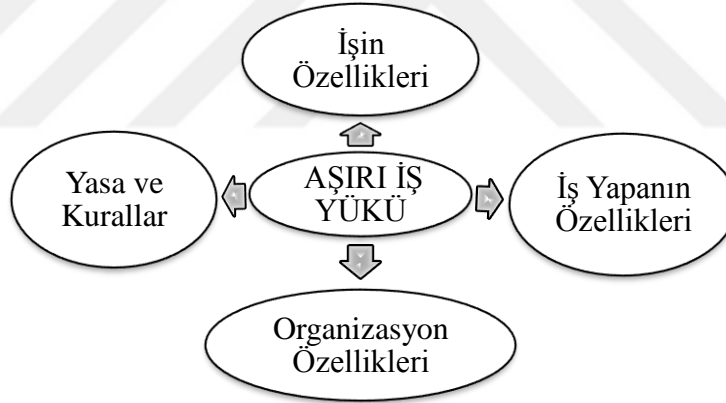 İşin
Özellikleri
Yasa ve
Kurallar
AŞIRI İŞ
YÜKÜ
İş Yapanın
Özellikleri
Organizasyon
Özellikleri